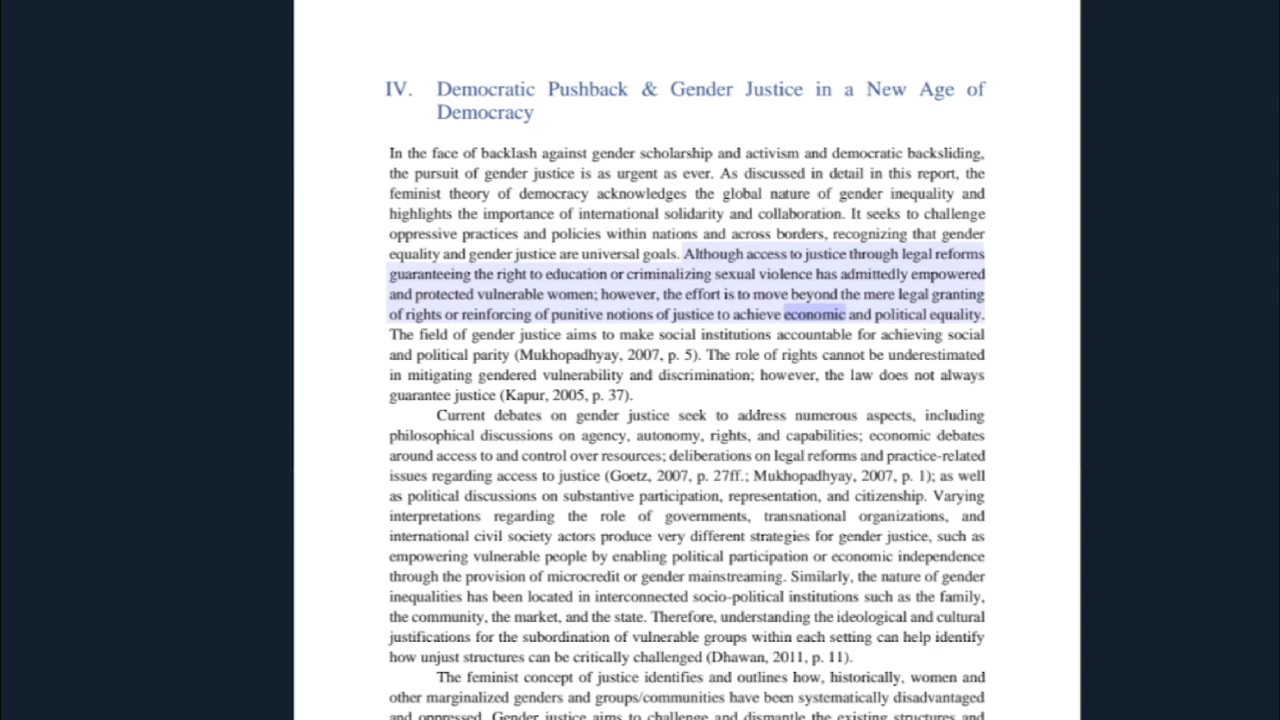 IV. Democratic Pushback & Gender Justice in a New Age of
Democracy
In the face of backlash against gender scholarship and activism and democratic backsliding,
the pursuit of gender justice is as urgent as ever. As discussed in detail in this report, the
feminist theory of democracy acknowledges the global nature of gender inequality and
highlights the importance of international solidarity and collaboration. It seeks to challenge
oppressive practices and policies within nations and across borders, recognizing that gender
equality and gender justice are universal goals. Although access to justice through legal reforms
guaranteeing the right to education or criminalizing sexual violence has admittedly empowered
and protected vulnerable women; however, the effort is to move beyond the mere legal granting
of rights or reinforcing of punitive notions of justice to achieve economic and political equality.
The field of gender justice aims to make social institutions accountable for achieving social
and political parity (Mukhopadhyay, 2007, p. 5). The role of rights cannot be underestimated
in mitigating gendered vulnerability and discrimination; however, the law does not always
guarantee justice (Kapur, 2005, p. 37).
Current debates on gender justice seek to address numerous aspects, including
philosophical discussions on agency, autonomy, rights, and capabilities; economic debates
around access to and control over resources; deliberations on legal reforms and practice-related
issues regarding access to justice (Goetz, 2007, p. 27ff.; Mukhopadhyay, 2007, p. 1); as well
as political discussions on substantive participation, representation, and citizenship. Varying
interpretations regarding the role of governments, transnational organizations, and
international civil society actors produce very different strategies for gender justice, such as
empowering vulnerable people by enabling political participation or economic independence
through the provision of microcredit or gender mainstreaming. Similarly, the nature of gender
inequalities has been located in interconnected socio-political institutions such as the family,
the community, the market, and the state. Therefore, understanding the ideological and cultural
justifications for the subordination of vulnerable groups within each setting can help identify
how unjust structures can be critically challenged (Dhawan, 2011, p. 11).
The feminist concept of justice identifies and outlines how, historically, women and
other marginalized genders and groups/communities have been systematically disadvantaged
and oppressed. Gender justice aims to challenge and dismantle the existing structures and